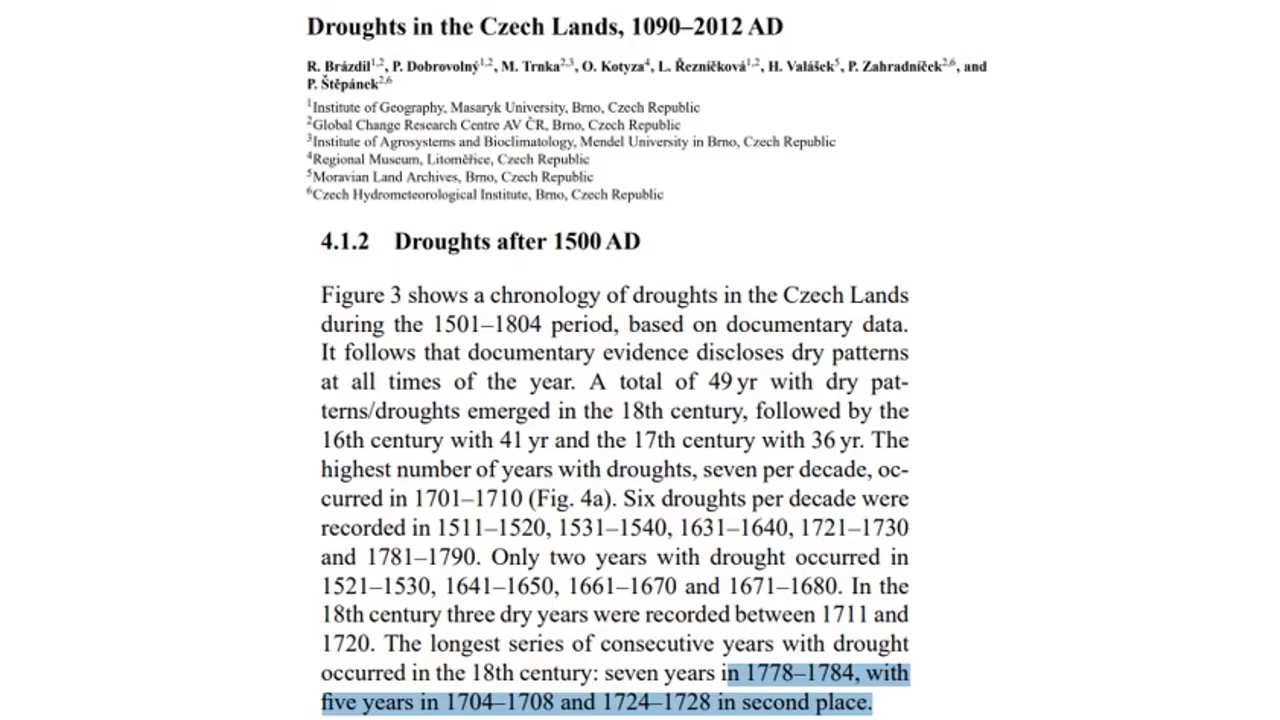 Droughts in the Czech Lands, 1090–2012 AD
R. Brázdil1,2, P. Dobrovolný1,2, M. Trnka2,3, O. Kotyza4, L. Řezníčková1,2, H. Valášek5, P. Zahradníček2,6, and
P. Štěpánek2,6
1Institute of Geography, Masaryk University, Brno, Czech Republic
2Global Change Research Centre AV ČR, Brno, Czech Republic
3Institute of Agrosystems and Bioclimatology, Mendel University in Brno, Czech Republic
4Regional Museum, Litoměřice, Czech Republic
5Moravian Land Archives, Brno, Czech Republic
6Czech Hydrometeorological Institute, Brno, Czech Republic
4.1.2 Droughts after 1500 AD
Figure 3 shows a chronology of droughts in the Czech Lands
during the 1501–1804 period, based on documentary data.
It follows that documentary evidence discloses dry patterns
at all times of the year. A total of 49 yr with dry pat-
terns/droughts emerged in the 18th century, followed by the
16th century with 41 yr and the 17th century with 36 yr. The
highest number of years with droughts, seven per decade, oc-
curred in 1701–1710 (Fig. 4a). Six droughts per decade were
recorded in 1511–1520, 1531–1540, 1631–1640, 1721–1730
and 1781–1790. Only two years with drought occurred in
1521–1530, 1641–1650, 1661–1670 and 1671–1680. In the
18th century three dry years were recorded between 1711 and
1720. The longest series of consecutive years with drought
occurred in the 18th century: seven years in 1778–1784, with
five years in 1704–1708 and 1724–1728 in second place.